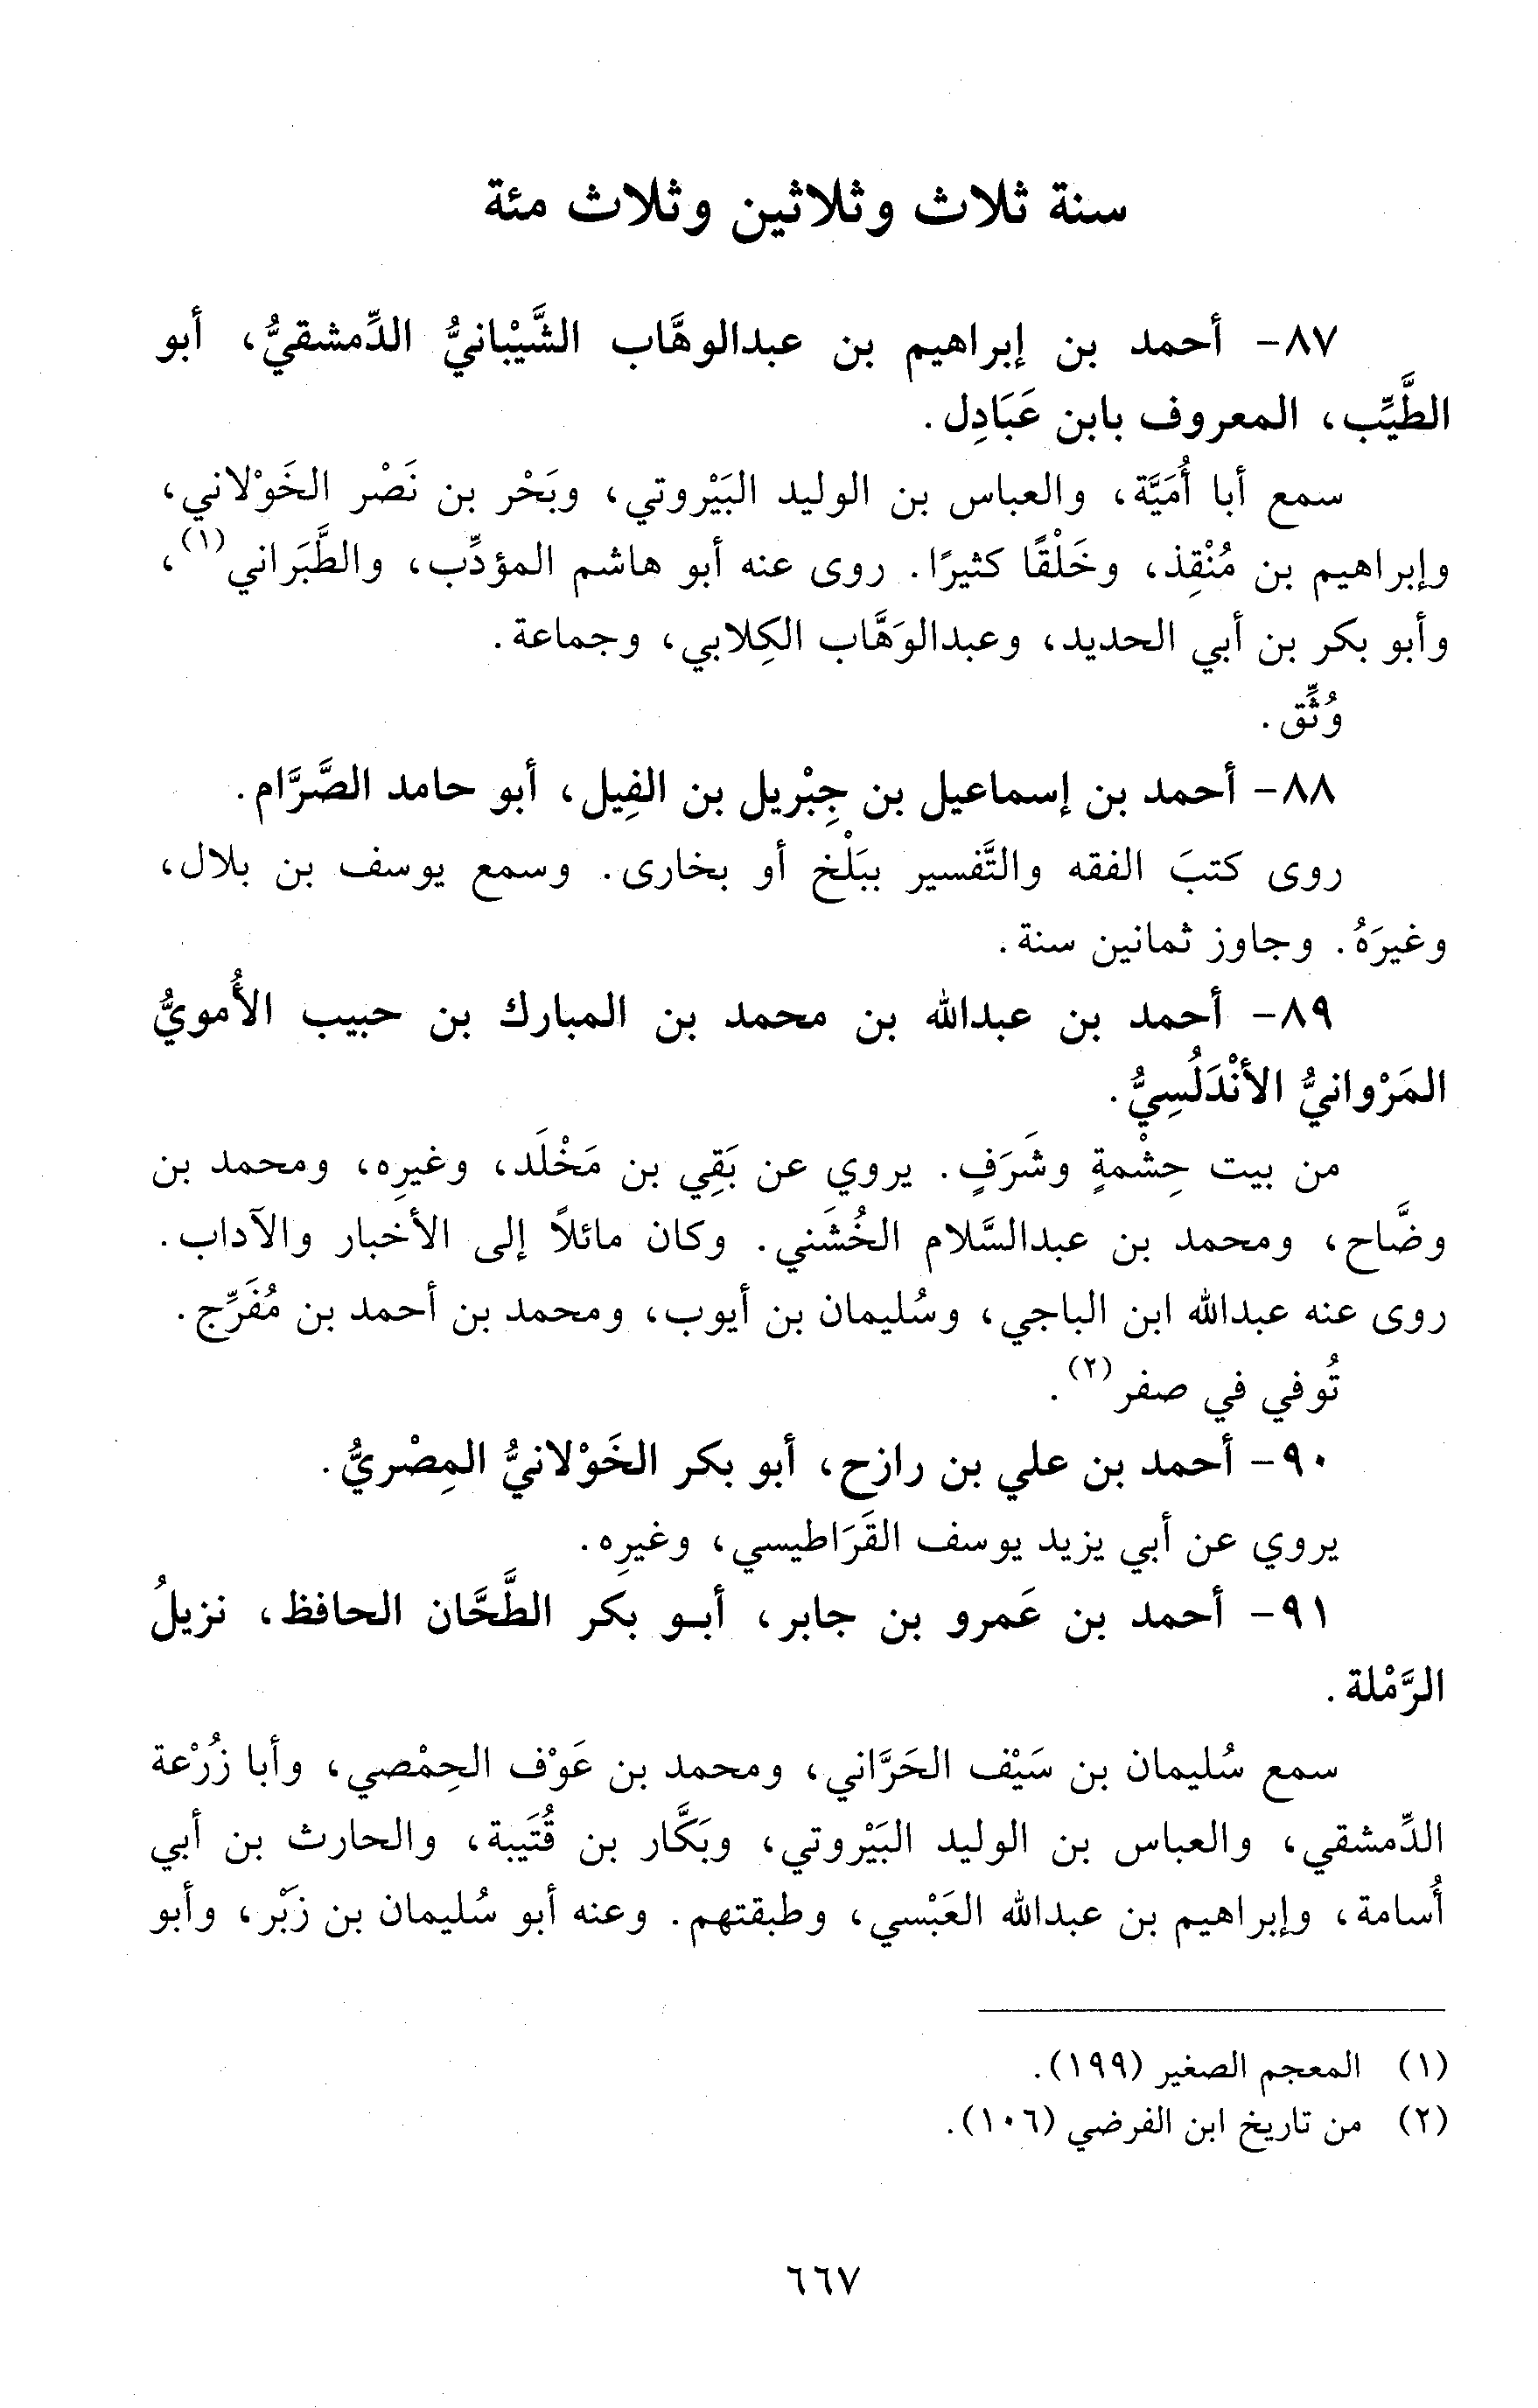 سنة ثلاث وثلاثين وثلاث مئة
٨٧- أحمد بن إبراهيم بن عبدالوهَّاب الشَّيْبانيُّ الدِّمشقيُّ، أبو
الطَّيِّب، المعروف بابن عَبَادِل.
سمع أبا أُمَيَّة، والعباس بن الوليد البَيْروتي، وبَحْر بن نَصْر الخَوْلاني،
وإبراهيم بن مُنْقِذ، وخَلْقًا كثيرًا. روى عنه أبو هاشم المؤدِّب، والطَّبَراني(١)،
وأبو بكر بن أبي الحديد، وعبدالوَهَّاب الكِلابي، وجماعة.
وُثِّق.
٨٨- أحمد بن إسماعيل بن جِبْريل بن الفِيل، أبو حامد الصَّرَّام.
روى كتبَ الفقه والتَّفسير ببَلْخ أو بخارى. وسمع يوسف بن بلال،
وغيرَهُ. وجاوز ثمانين سنة.
٨٩- أحمد بن عبدالله بن محمد بن المبارك بن حبيب الأُمويُّ
المَرْوانيُّ الأنْدَلُسِيُّ.
من بيت حِشْمةٍ وشَرَفٍ. يروي عن بَقِي بن مَخْلَد، وغيرِه، ومحمد بن
وضَّاح، ومحمد بن عبدالسَّلام الخُشَني. وكان مائلاً إلى الأخبار والآداب.
روى عنه عبدالله ابن الباجي، وسُليمان بن أيوب، ومحمد بن أحمد بن مُفَرِّج.
تُوفي في صفر(٢).
٩٠- أحمد بن علي بن رازح، أبو بكر الخَوْلانيُّ المِصْريُّ.
يروي عن أبي يزيد يوسف القَرَاطيسي، وغيرِه.
٩١- أحمد بن عَمرو بن جابر، أبو بكر الطَّحَّان الحافظ، نزيلُ
الرَّمْلة.
سمع سُليمان بن سَيْف الحَرَّاني، ومحمد بن عَوْف الحِمْصي، وأبا زُرْعة
الدِّمشقي، والعباس بن الوليد البَيْروتي، وبَكَّار بن قُتَيبة، والحارث بن أبي
أُسامة، وإبراهيم بن عبدالله العَبْسي، وطبقتهم. وعنه أبو سُليمان بن زَبْر، وأبو
(١) المعجم الصغير (١٩٩).
(٢) من تاريخ ابن الفرضي (١٠٦).
٦٦٧